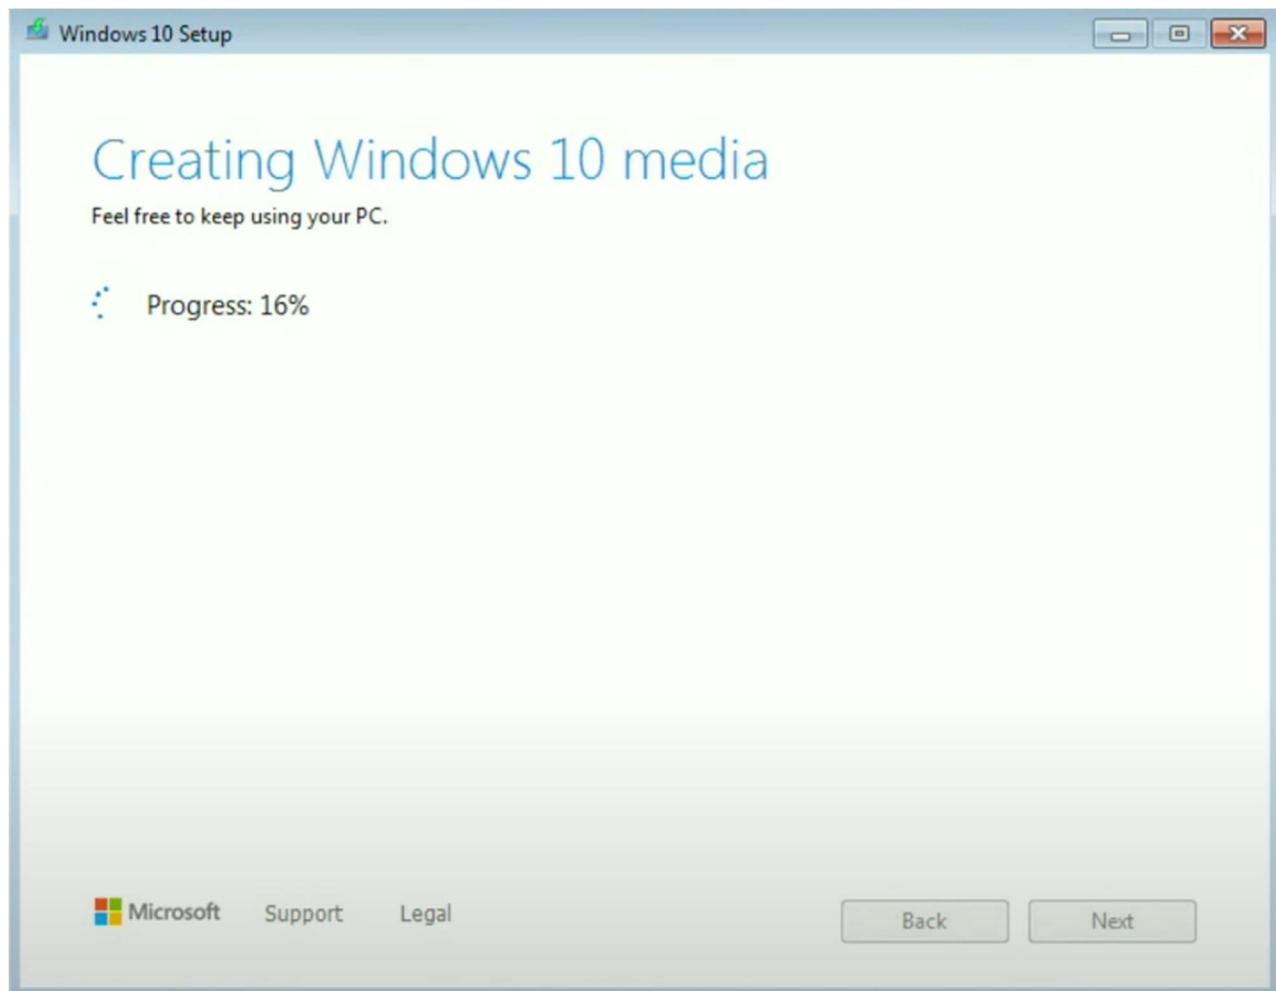 Windows 10 Setup
Creating Windows 10 media
Feel free to keep using your PC.
Progress: 16%
Microsoft Support Legal Back Next